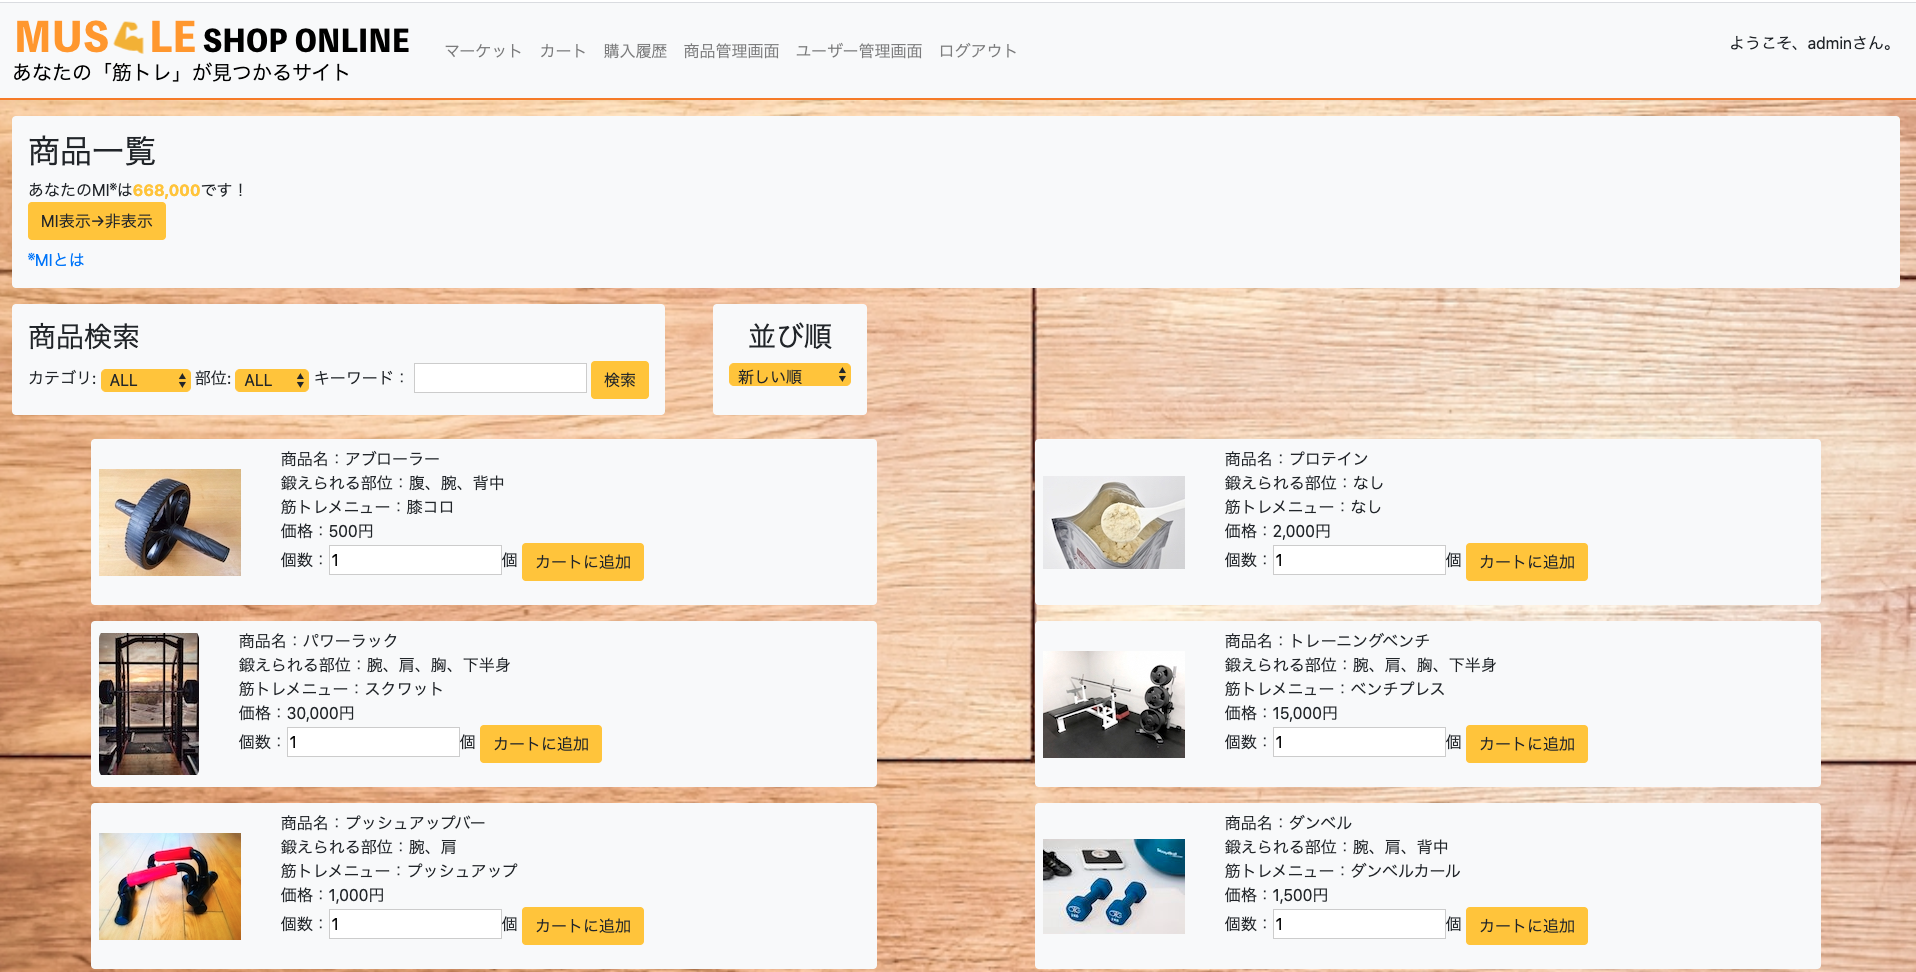 MUSCLE SHOP ONLINE
あなたの「筋トレ」が見つかるサイト
マーケット カート 購入履歴 商品管理画面 ユーザー管理画面 ログアウト
ようこそ、adminさん。
商品一覧
あなたのMI※は668,000です！
MI表示→非表示
※MIとは
商品検索
カテゴリ: ALL 部位: ALL キーワード： 検索
並び順
新しい順
商品名：アブローラー
鍛えられる部位：腹、腕、背中
筋トレメニュー：膝コロ
価格：500円
個数：1個 カートに追加
商品名：プロテイン
鍛えられる部位：なし
筋トレメニュー：なし
価格：2,000円
個数：1個 カートに追加
商品名：パワーラック
鍛えられる部位：腕、肩、胸、下半身
筋トレメニュー：スクワット
価格：30,000円
個数：1個 カートに追加
商品名：トレーニングベンチ
鍛えられる部位：腕、肩、胸、下半身
筋トレメニュー：ベンチプレス
価格：15,000円
個数：1個 カートに追加
商品名：プッシュアップバー
鍛えられる部位：腕、肩
筋トレメニュー：プッシュアップ
価格：1,000円
個数：1個 カートに追加
商品名：ダンベル
鍛えられる部位：腕、肩、背中
筋トレメニュー：ダンベルカール
価格：1,500円
個数：1個 カートに追加